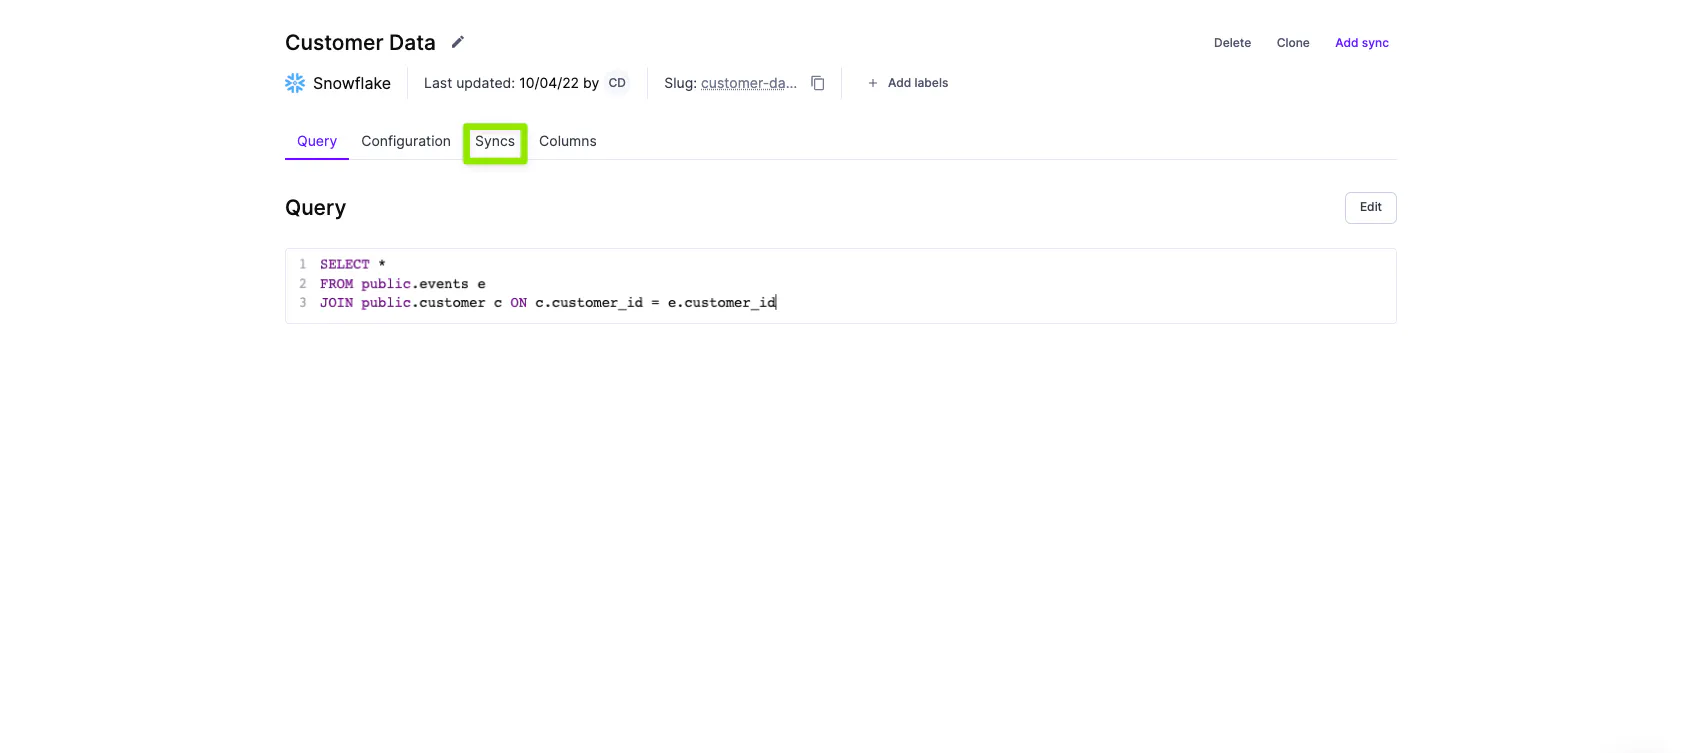 Customer Data
Delete Clone Add sync
Snowflake Last updated: 10/04/22 by CD Slug: customer-da... + Add labels
Query Configuration Syncs Columns
Query
Edit
1 SELECT *
2 FROM public.events e
3 JOIN public.customer c ON c.customer_id = e.customer_id